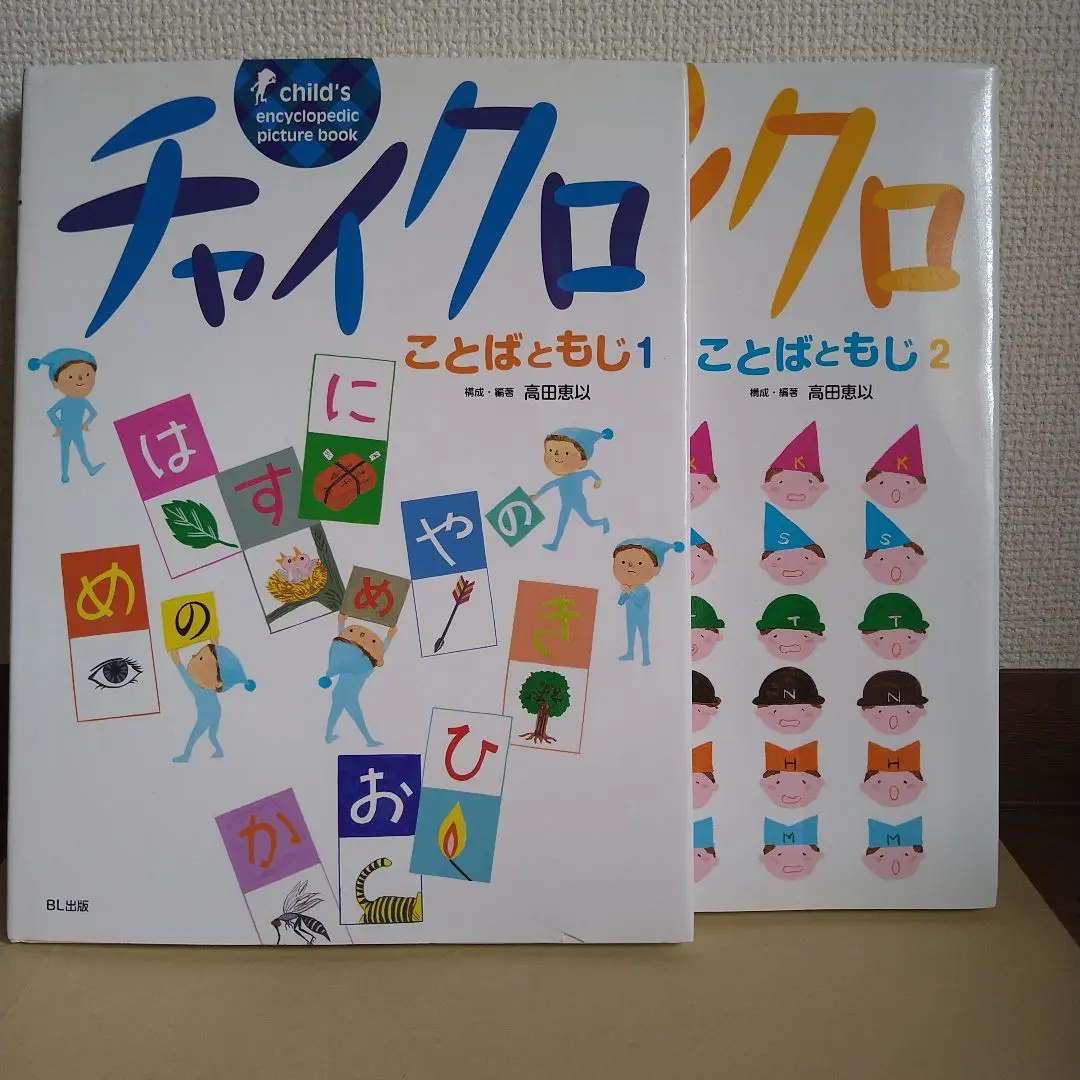 child's
encyclopedic
picture book
チャイクロ
ことばともじ1
構成・編著 高田恵以
に
は
す
の
や
め
の
め
き
ひ
お
か
BL出版
クロ
ことばともじ2
構成・編著 高田恵以
K K
S S
T T T
N N
H H
M M